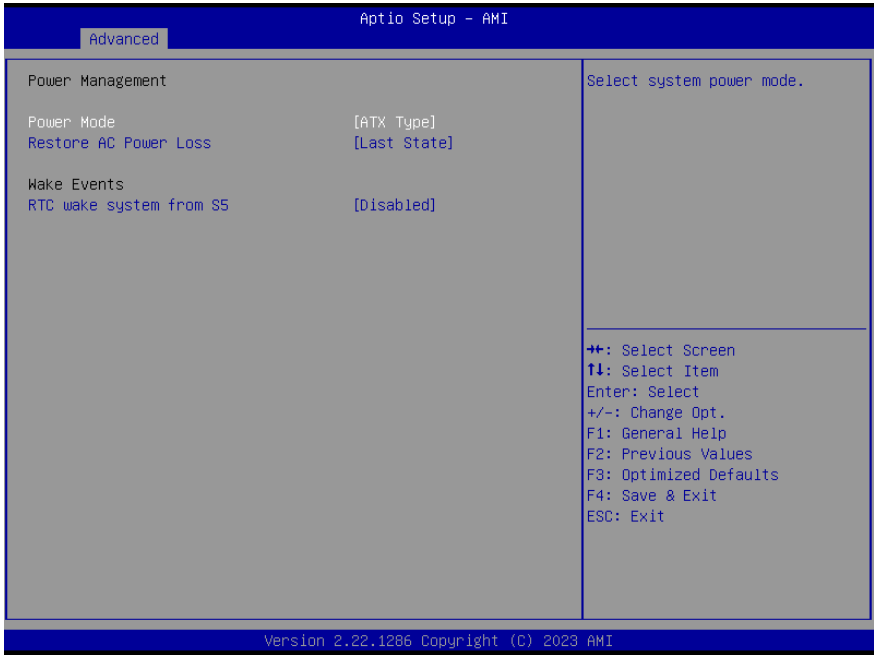 Aptio Setup - AMI
Advanced
Power Management
Power Mode [ATX Type]
Restore AC Power Loss [Last State]
Wake Events
RTC wake system from S5 [Disabled]
Select system power mode.
→←: Select Screen
↑↓: Select Item
Enter: Select
+/-: Change Opt.
F1: General Help
F2: Previous Values
F3: Optimized Defaults
F4: Save & Exit
ESC: Exit
Version 2.22.1286 Copyright (C) 2023 AMI